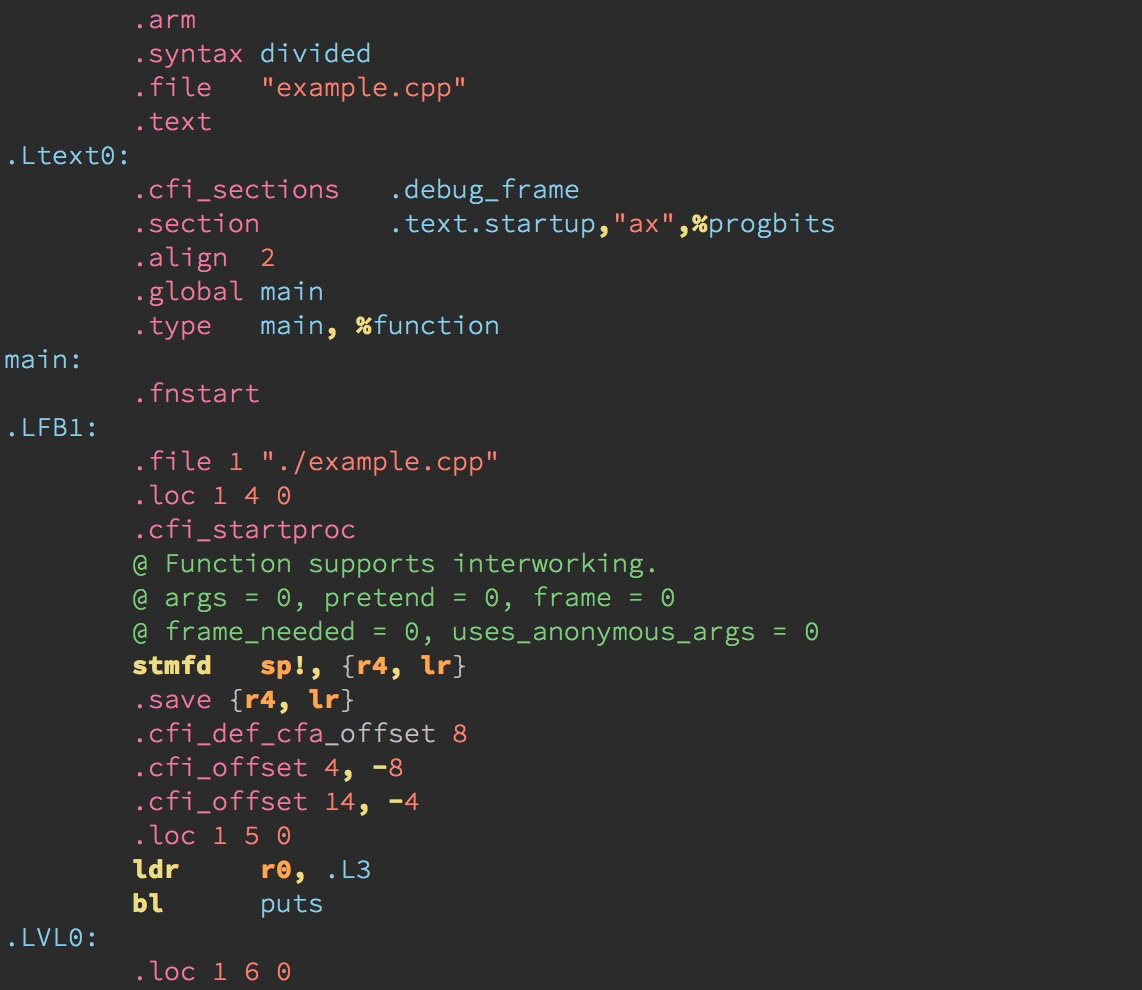 .arm
.syntax divided
.file "example.cpp"
.text
.Ltext0:
.cfi_sections .debug_frame
.section .text.startup,"ax",%progbits
.align 2
.global main
.type main, %function
main:
.fnstart
.LFB1:
.file 1 "./example.cpp"
.loc 1 4 0
.cfi_startproc
@ Function supports interworking.
@ args = 0, pretend = 0, frame = 0
@ frame_needed = 0, uses_anonymous_args = 0
stmfd sp!, {r4, lr}
.save {r4, lr}
.cfi_def_cfa_offset 8
.cfi_offset 4, -8
.cfi_offset 14, -4
.loc 1 5 0
ldr r0, .L3
bl puts
.LVL0:
.loc 1 6 0